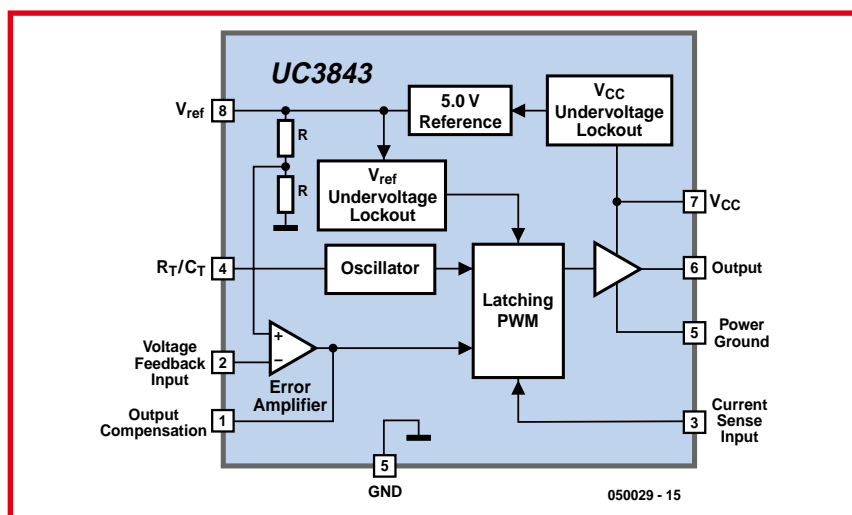 UC3843
Vref
8
R
R
5.0 V
Reference
VCC
Undervoltage
Lockout
Vref
Undervoltage
Lockout
7
VCC
RT/CT
4
Oscillator
Latching
PWM
6
Output
5
Power
Ground
Voltage
Feedback
Input
2
+
–
Error
Amplifier
Output
Compensation
1
3
Current
Sense
Input
5
GND
050029 - 15